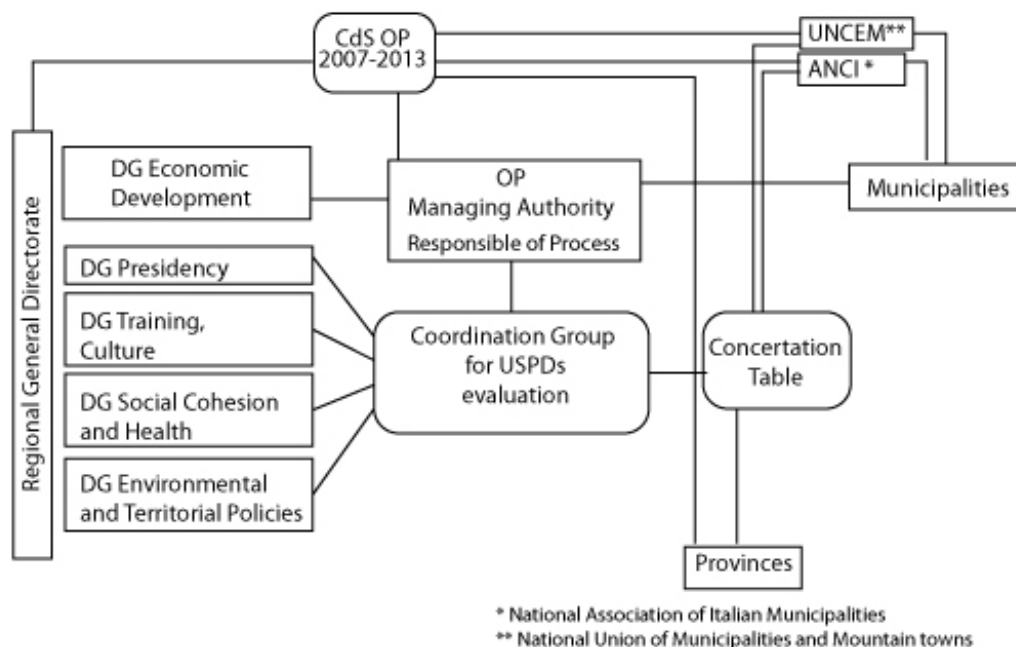 CdS OP
2007-2013
UNCEM**
ANCI *
Regional General Directorate
DG Economic
Development
OP
Managing Authority
Responsible of Process
Municipalities
DG Presidency
DG Training,
Culture
DG Social Cohesion
and Health
DG Environmental
and Territorial Policies
Coordination Group
for USPDs
evaluation
Concertation
Table
Provinces
* National Association of Italian Municipalities
** National Union of Municipalities and Mountain towns